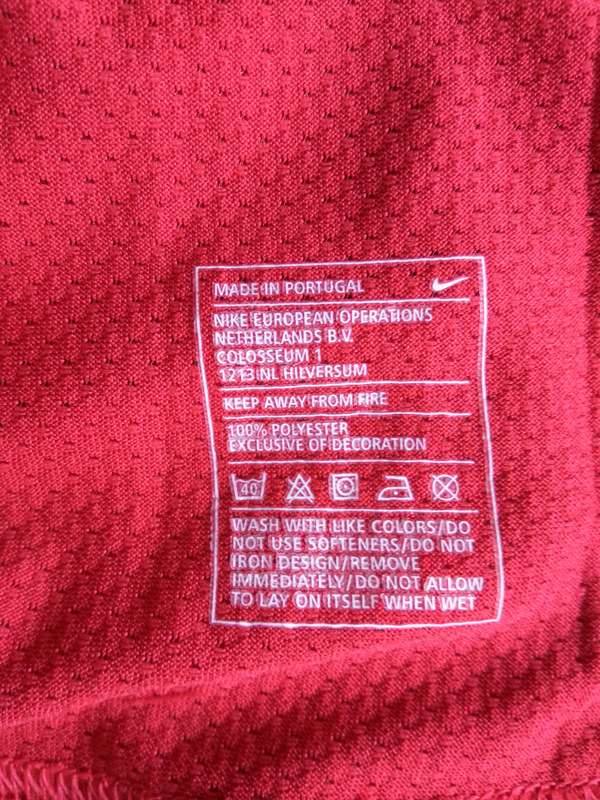 MADE IN PORTUGAL
NIKE EUROPEAN OPERATIONS
NETHERLANDS B.V.
COLOSSEUM 1
1213 NL HILVERSUM
KEEP AWAY FROM FIRE
100% POLYESTER
EXCLUSIVE OF DECORATION
40
WASH WITH LIKE COLORS/DO
NOT USE SOFTENERS/DO NOT
IRON DESIGN/REMOVE
IMMEDIATELY/DO NOT ALLOW
TO LAY ON ITSELF WHEN WET